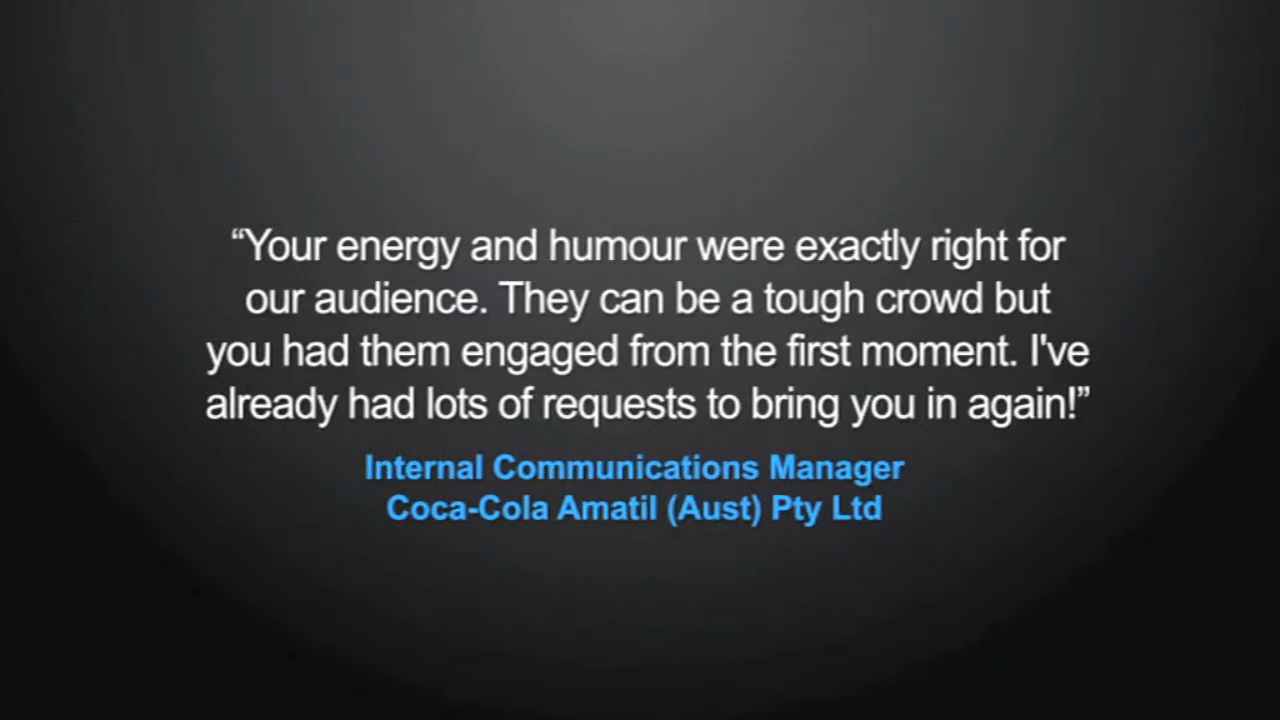 “Your energy and humour were exactly right for
our audience. They can be a tough crowd but
you had them engaged from the first moment. I've
already had lots of requests to bring you in again!”
Internal Communications Manager
Coca-Cola Amatil (Aust) Pty Ltd